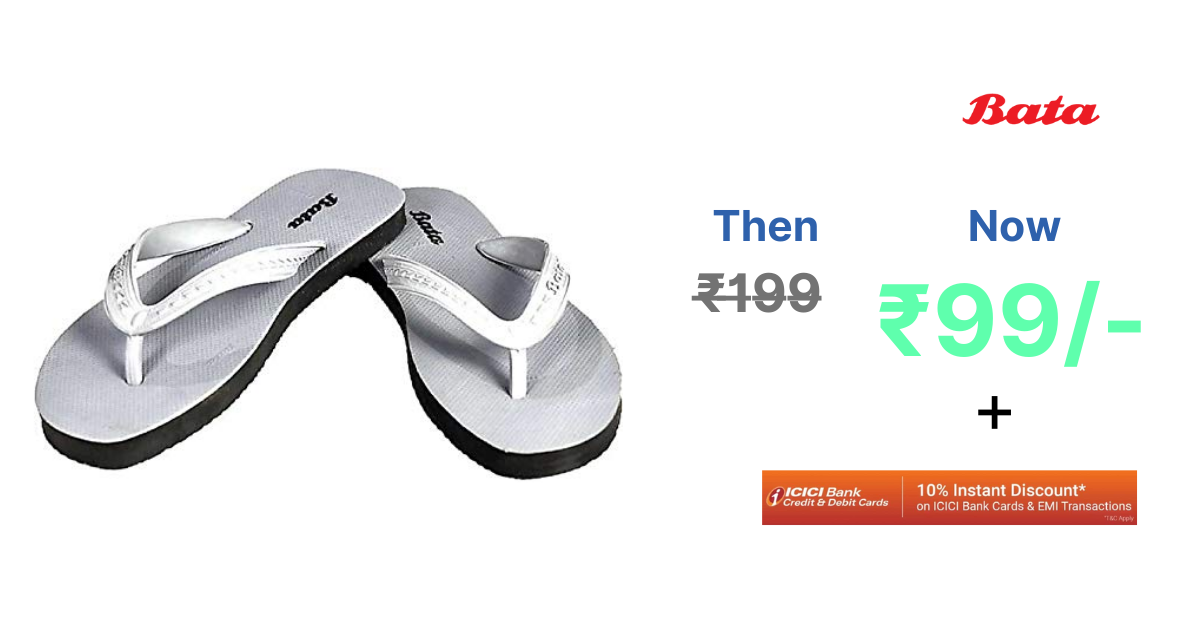 Bata
Bata
Bata
Bata
Then
Now
₹199
₹99/-
+
ICICI Bank
Credit & Debit Cards
10% Instant Discount*
on ICICI Bank Cards & EMI Transactions
*T&C Apply